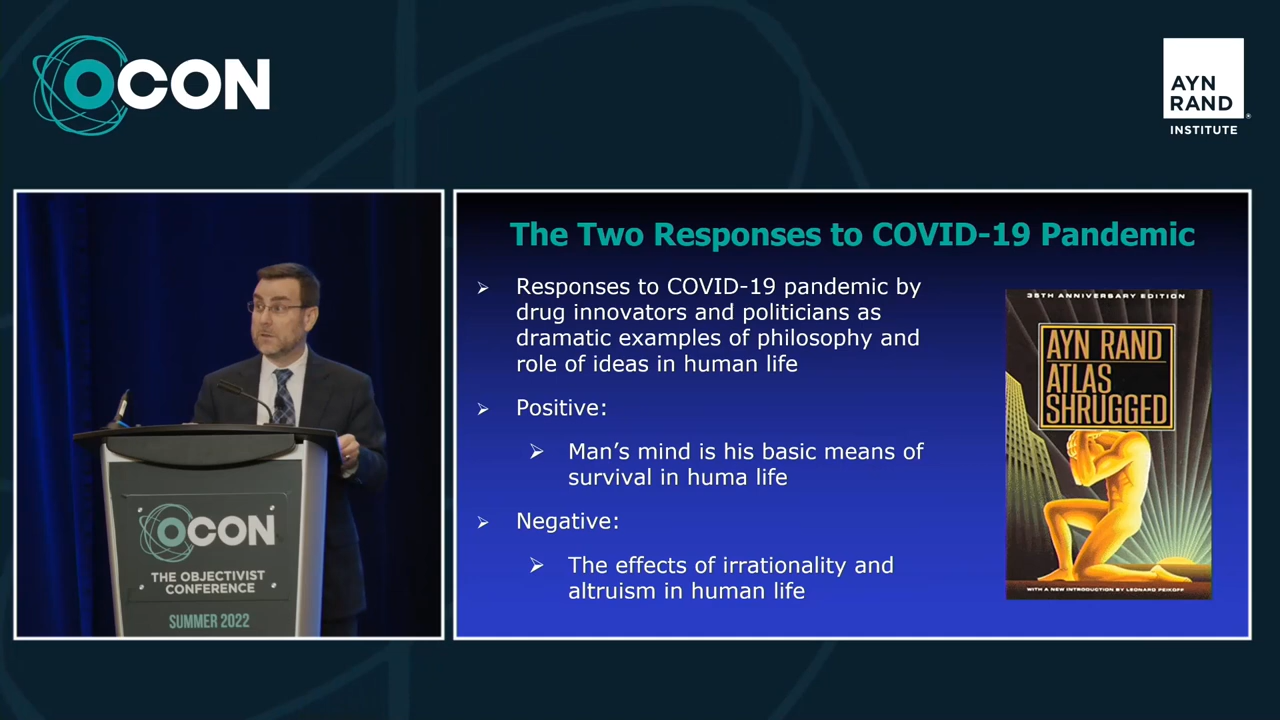 OCON
AYN
RAND
INSTITUTE
OCON
THE OBJECTIVIST
CONFERENCE
SUMMER 2022
The Two Responses to COVID-19 Pandemic
➢ Responses to COVID-19 pandemic by
drug innovators and politicians as
dramatic examples of philosophy and
role of ideas in human life
➢ Positive:
➢ Man’s mind is his basic means of
survival in huma life
➢ Negative:
➢ The effects of irrationality and
altruism in human life
35TH ANNIVERSARY EDITION
AYN RAND
ATLAS
SHRUGGED
WITH A NEW INTRODUCTION BY LEONARD PEIKOFF